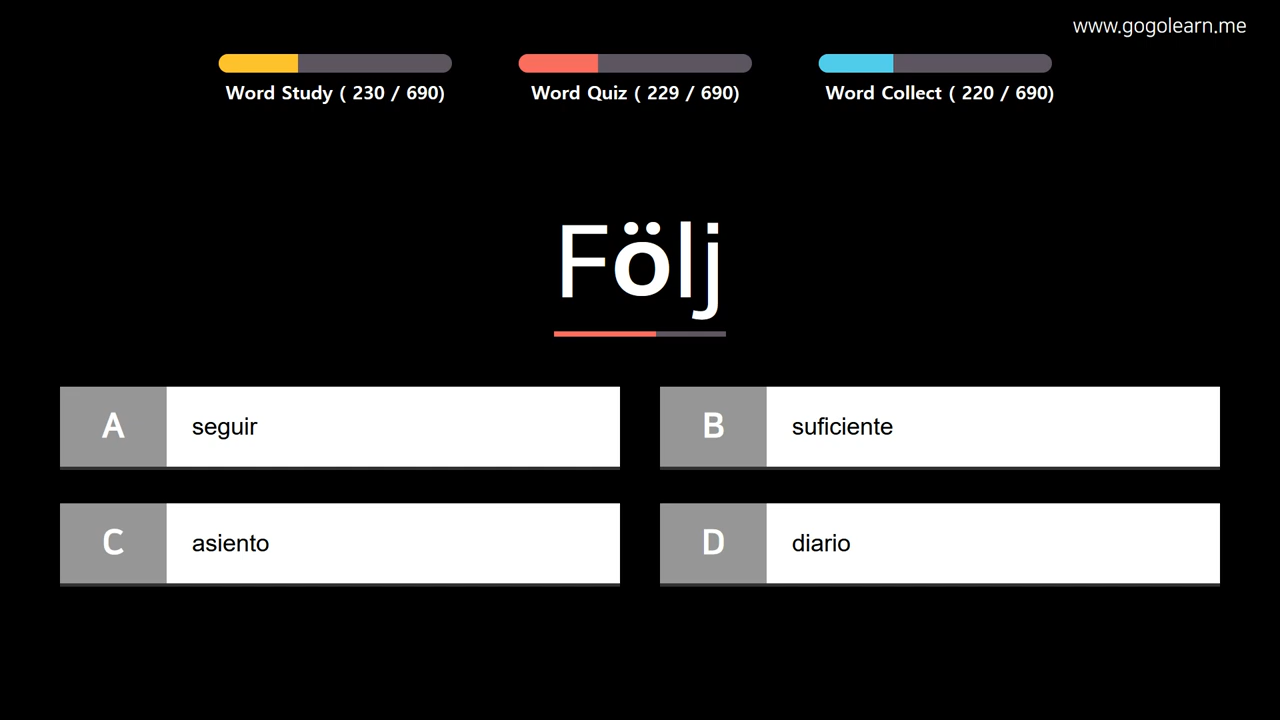 www.gogolearn.me
Word Study ( 230 / 690)
Word Quiz ( 229 / 690)
Word Collect ( 220 / 690)
Följ
A seguir
B suficiente
C asiento
D diario